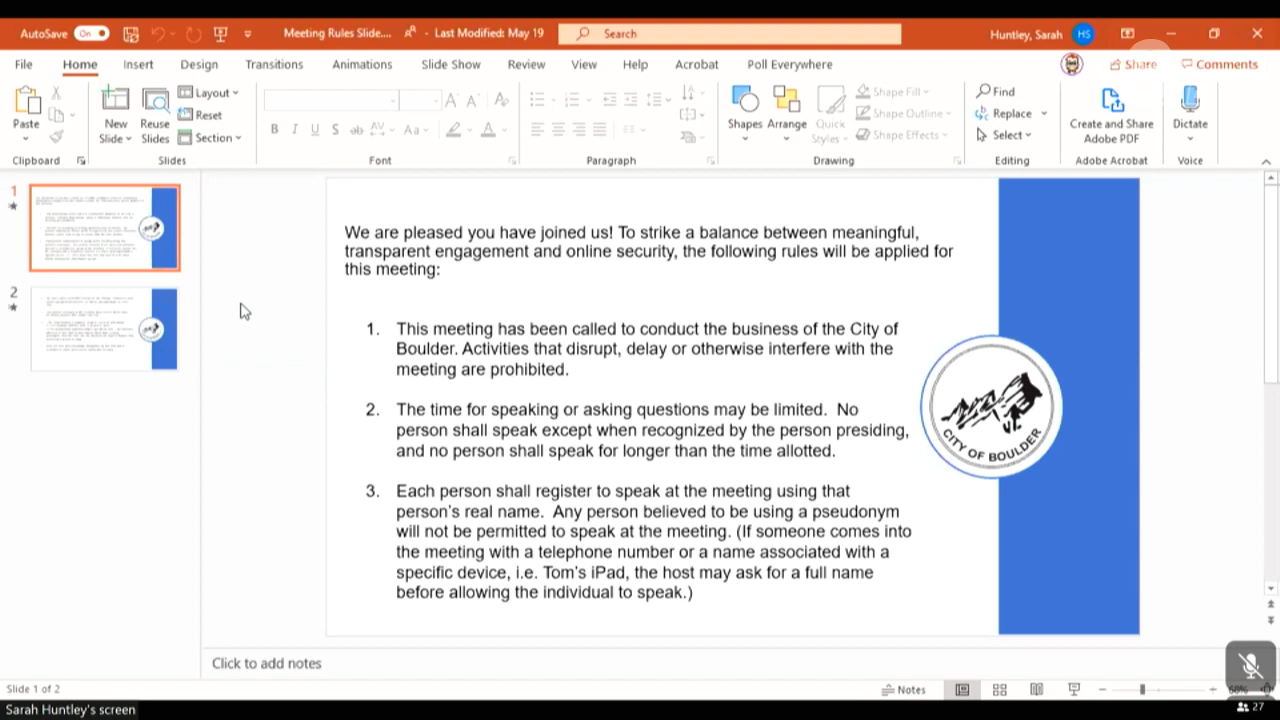 AutoSave On Meeting Rules Slide.... - Last Modified: May 19 Search Huntley, Sarah HS
File Home Insert Design Transitions Animations Slide Show Review View Help Acrobat Poll Everywhere Share Comments
Paste New Slide Reuse Slides Layout Reset Section Shapes Arrange Quick Styles Shape Fill Shape Outline Shape Effects Find Replace Select Create and Share Adobe PDF Dictate
Clipboard Slides Font Paragraph Drawing Editing Adobe Acrobat Voice
1
2
We are pleased you have joined us! To strike a balance between meaningful,
transparent engagement and online security, the following rules will be applied for
this meeting:
1. This meeting has been called to conduct the business of the City of
Boulder. Activities that disrupt, delay or otherwise interfere with the
meeting are prohibited.
2. The time for speaking or asking questions may be limited. No
person shall speak except when recognized by the person presiding,
and no person shall speak for longer than the time allotted.
3. Each person shall register to speak at the meeting using that
person's real name. Any person believed to be using a pseudonym
will not be permitted to speak at the meeting. (If someone comes into
the meeting with a telephone number or a name associated with a
specific device, i.e. Tom's iPad, the host may ask for a full name
before allowing the individual to speak.)
CITY OF BOULDER
Click to add notes
Slide 1 of 2 Notes
Sarah Huntley's screen 27